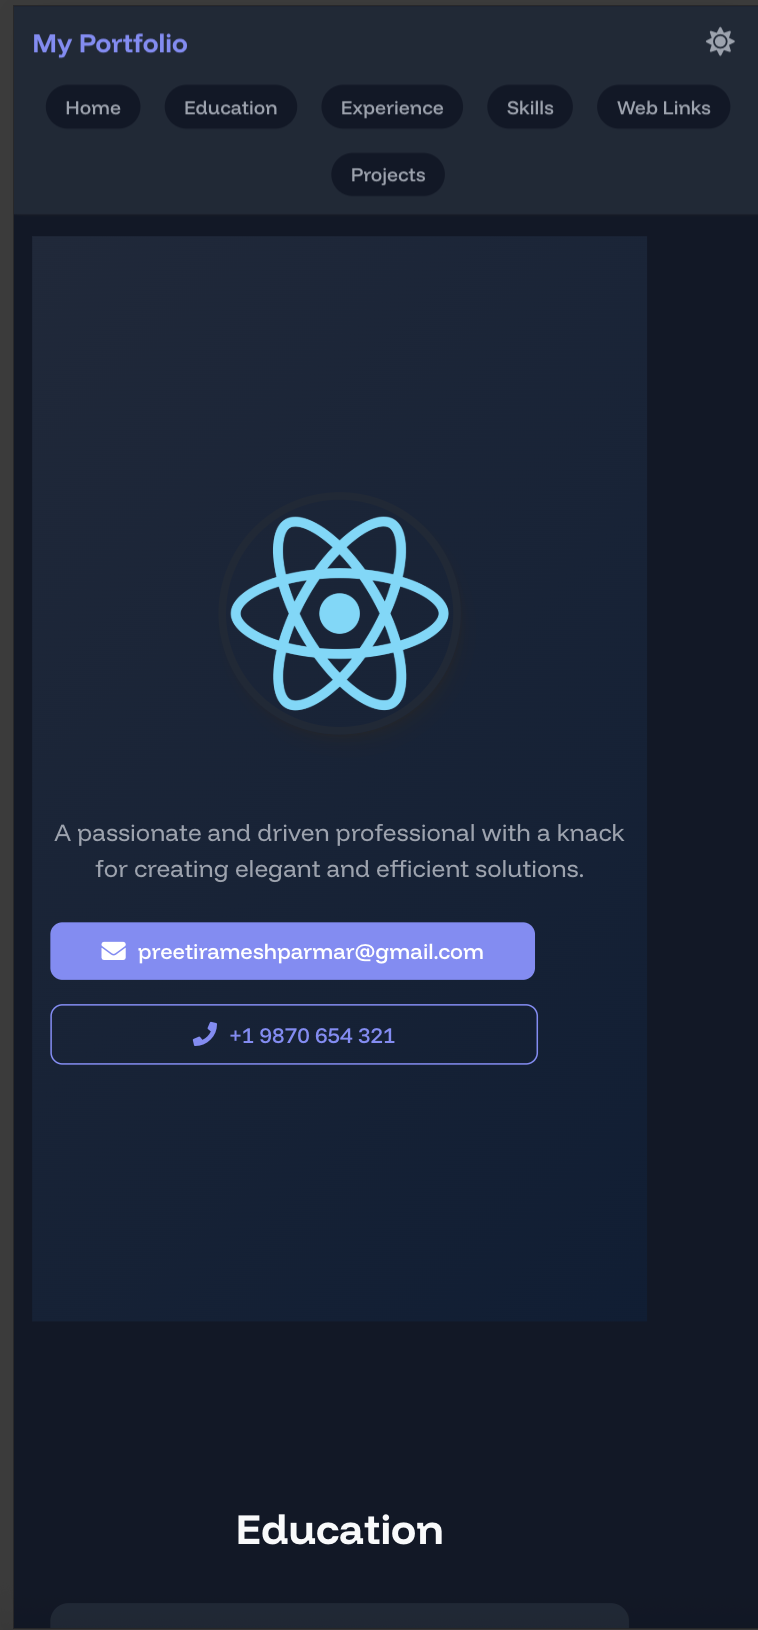 My Portfolio
Home Education Experience Skills Web Links
Projects
A passionate and driven professional with a knack
for creating elegant and efficient solutions.
preetirameshparmar@gmail.com
+1 9870 654 321
Education